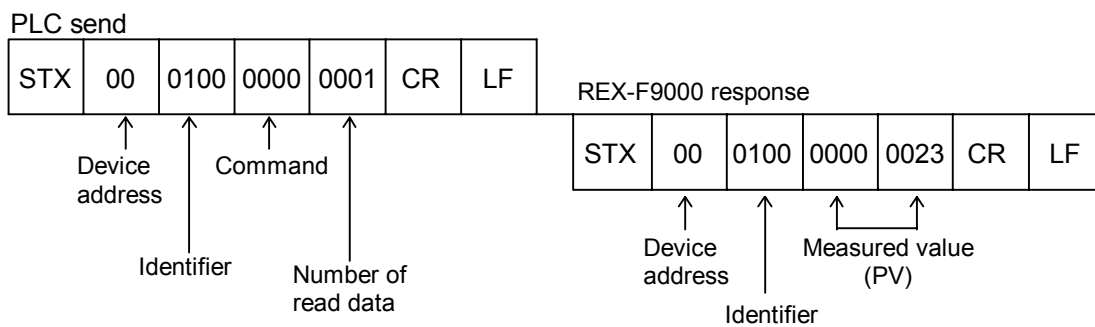 PLC send
STX 00 0100 0000 0001 CR LF
Device address
Command
Identifier
Number of read data
REX-F9000 response
STX 00 0100 0000 0023 CR LF
Device address
Measured value (PV)
Identifier